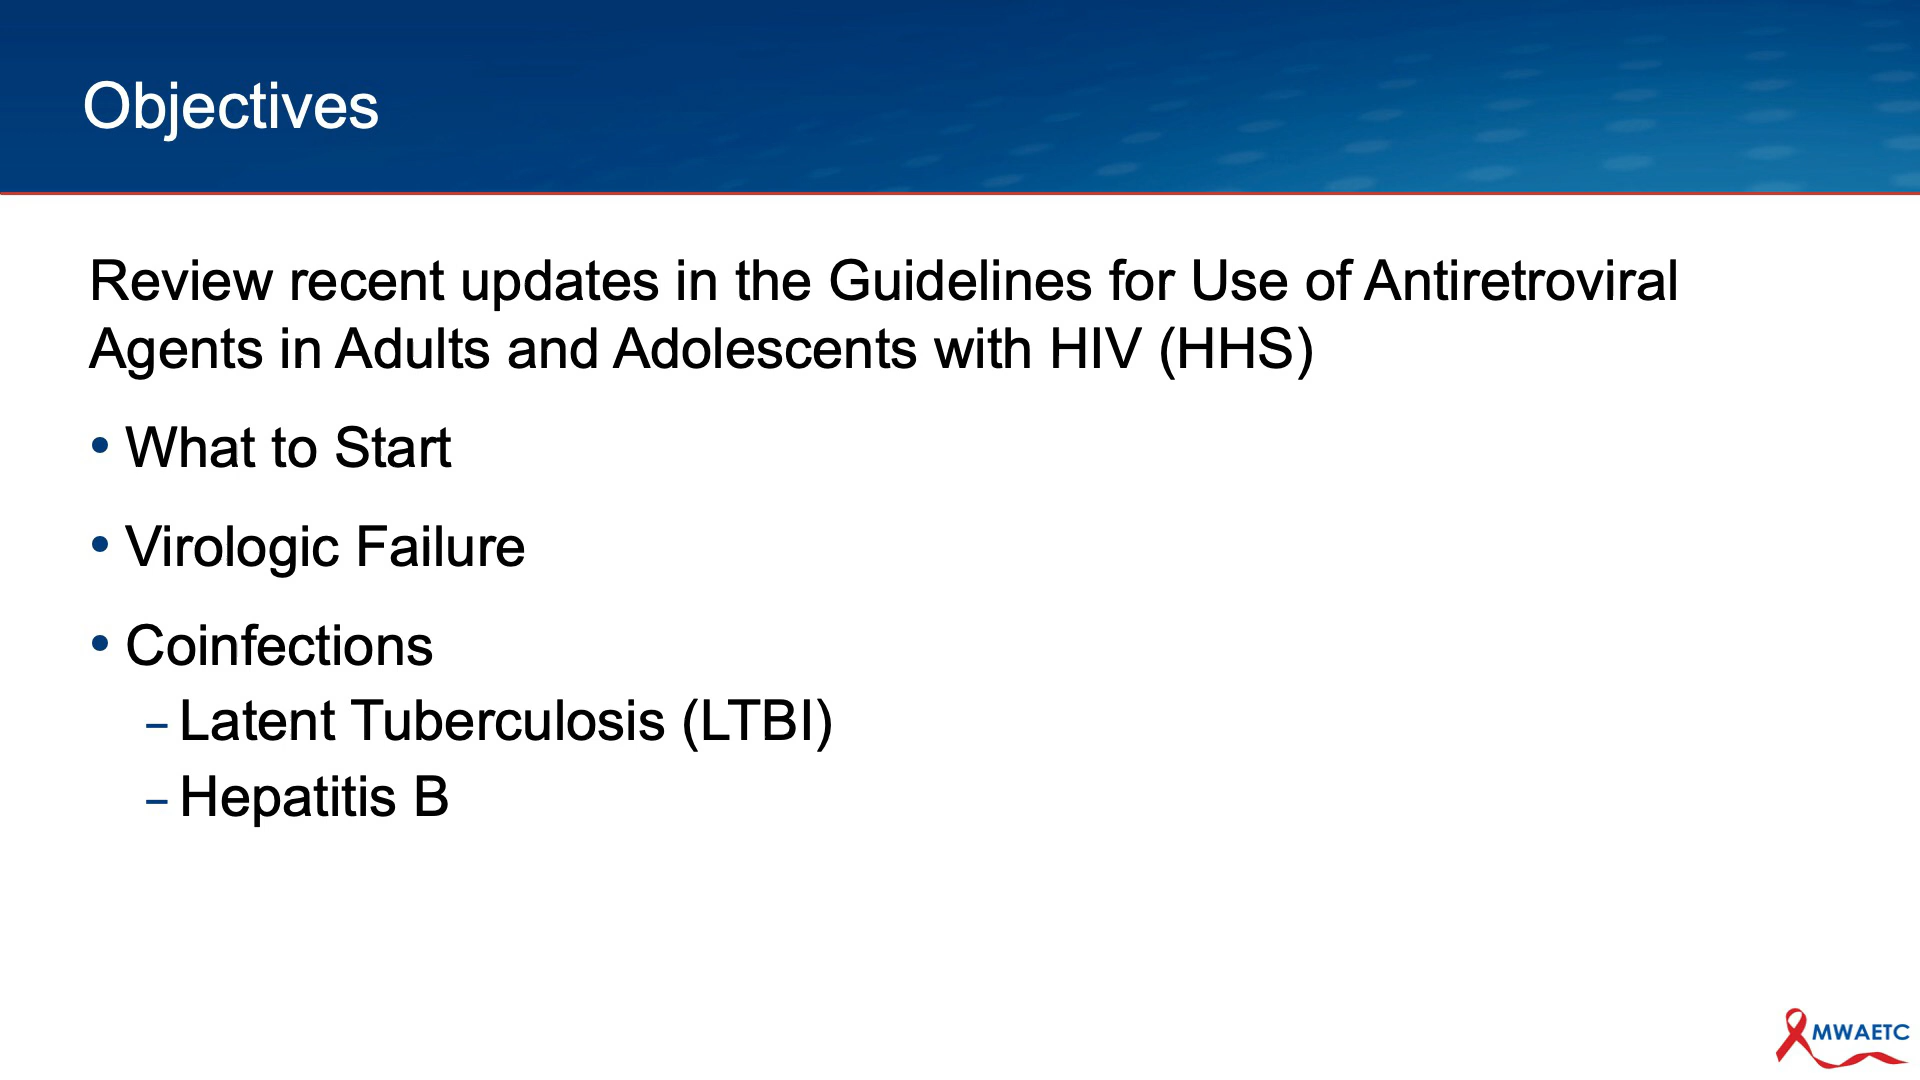 Objectives
Review recent updates in the Guidelines for Use of Antiretroviral
Agents in Adults and Adolescents with HIV (HHS)
• What to Start
• Virologic Failure
• Coinfections
– Latent Tuberculosis (LTBI)
– Hepatitis B
MWAETC